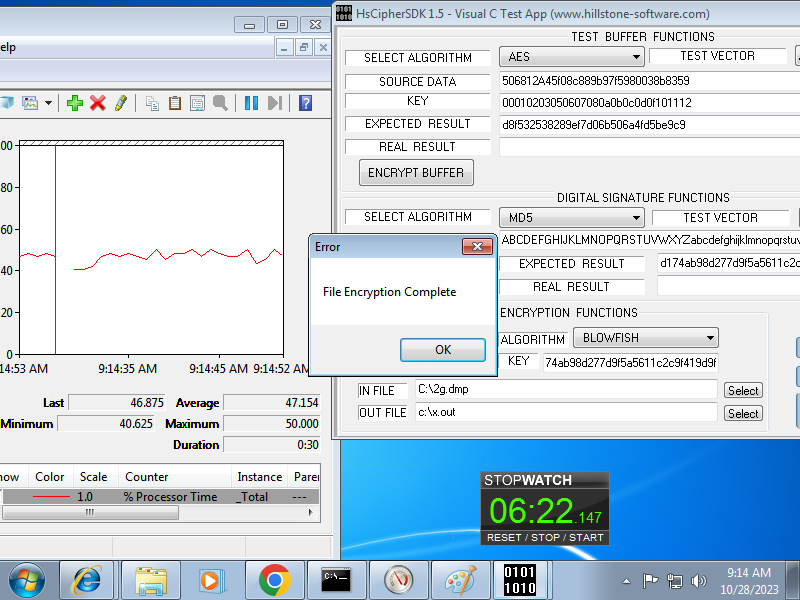 HsCipherSDK 1.5 - Visual C Test App (www.hillstone-software.com)
elp
TEST BUFFER FUNCTIONS
SELECT ALGORITHM
AES
TEST VECTOR
SOURCE DATA
506812A45f08c889b97f5980038b8359
KEY
00010203050607080a0b0c0d0f101112
EXPECTED RESULT
d8f532538289ef7d06b506a4fd5be9c9
REAL RESULT
ENCRYPT BUFFER
DIGITAL SIGNATURE FUNCTIONS
SELECT ALGORITHM
MD5
TEST VECTOR
ABCDEFGHIJKLMNOPQRSTUVWXYZabcdefghijklmnopqrstuv
EXPECTED RESULT
d174ab98d277d9f5a5611c2c
REAL RESULT
ENCRYPTION FUNCTIONS
ALGORITHM
BLOWFISH
KEY
74ab98d277d9f5a5611c2c9f419d9f
IN FILE
C:\2g.dmp
Select
OUT FILE
c:\x.out
Select
Error
File Encryption Complete
OK
00
80
60
40
20
0
14:53 AM
9:14:35 AM
9:14:45 AM
9:14:52 AM
Last
46.875
Average
47.154
Minimum
40.625
Maximum
50.000
Duration
0:30
how
Color
Scale
Counter
Instance
Parer
1.0
% Processor Time
_Total
---
STOPWATCH
06:22.147
RESET / STOP / START
C:\_
0101
1010
9:14 AM
10/28/2023